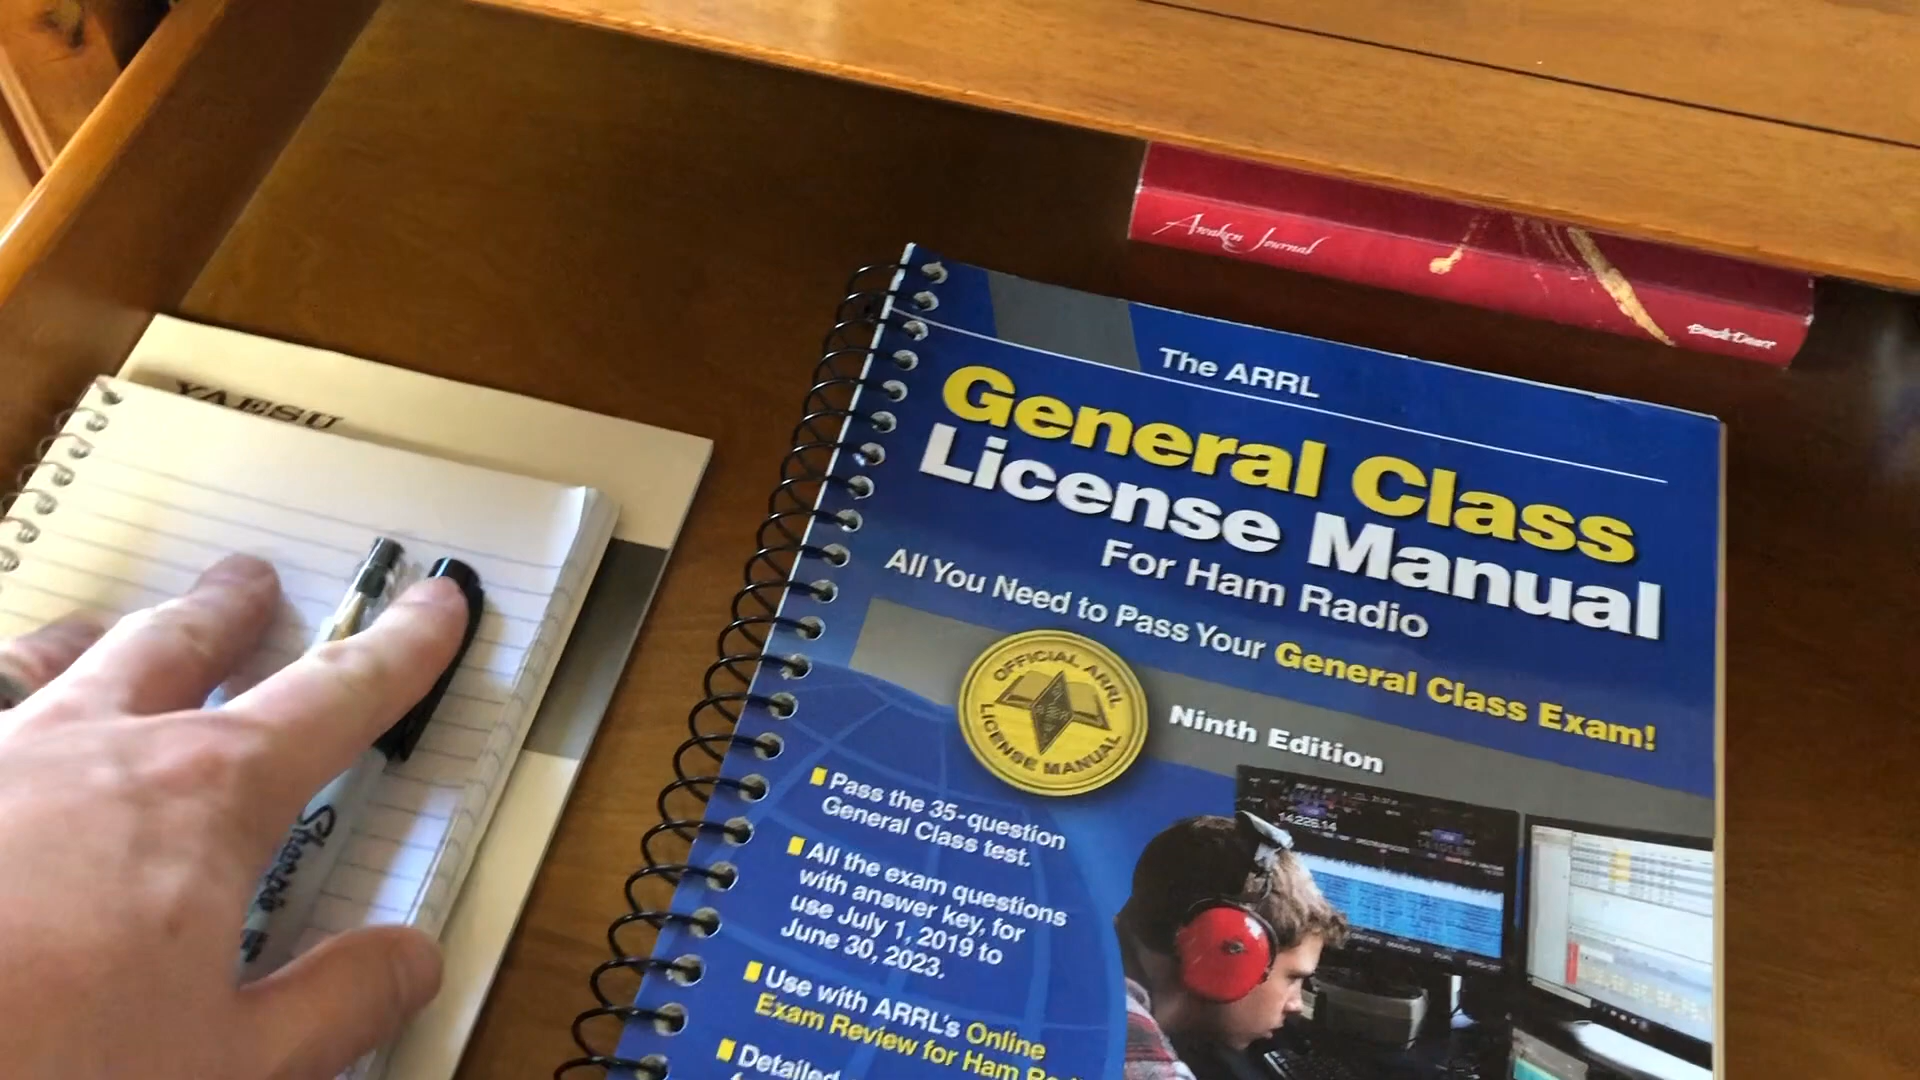 Awaken Journal
YAESU
Sharpie
The ARRL
General Class
License Manual
For Ham Radio
All You Need to Pass Your General Class Exam!
OFFICIAL ARRL
LICENSE MANUAL
Ninth Edition
Pass the 35-question
General Class test.
All the exam questions
with answer key, for
use July 1, 2019 to
June 30, 2023.
Use with ARRL's Online
Exam Review for Ham
Detailed
14.226.14